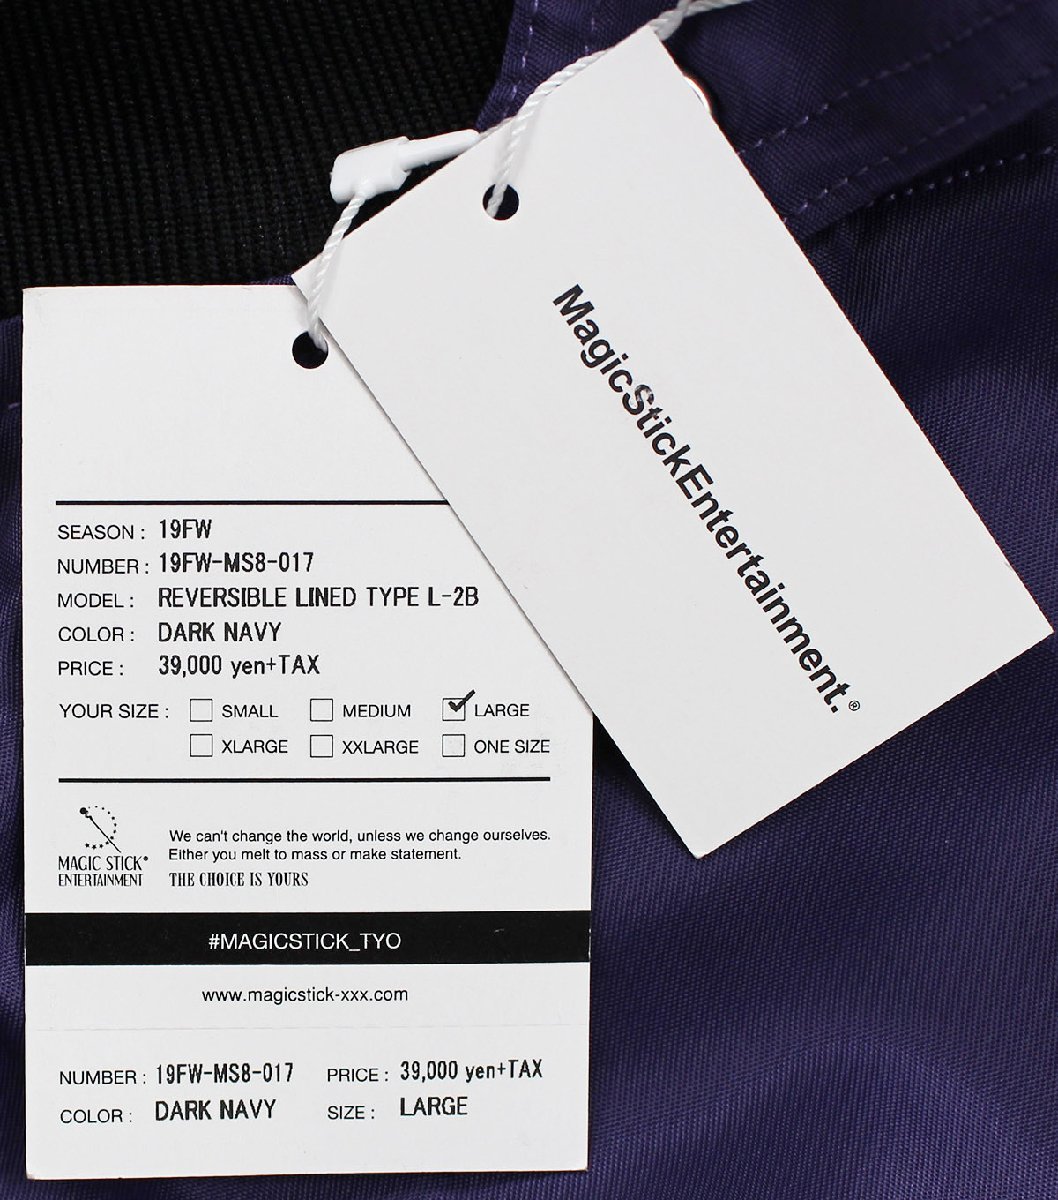 MagicStickEntertainment.®
SEASON : 19FW
NUMBER : 19FW-MS8-017
MODEL : REVERSIBLE LINED TYPE L-2B
COLOR : DARK NAVY
PRICE : 39,000 yen+TAX
YOUR SIZE : SMALL MEDIUM LARGE
XLARGE XXLARGE ONE SIZE
MAGIC STICK®
ENTERTAINMENT
We can't change the world, unless we change ourselves.
Either you melt to mass or make statement.
THE CHOICE IS YOURS
#MAGICSTICK_TYO
www.magicstick-xxx.com
NUMBER : 19FW-MS8-017 PRICE : 39,000 yen+TAX
COLOR : DARK NAVY SIZE : LARGE